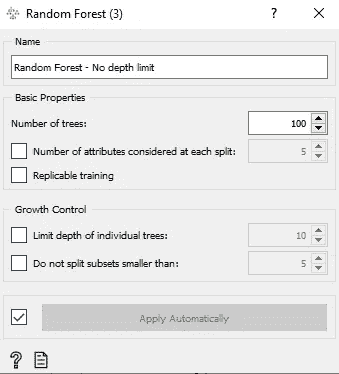 Random Forest (3) ? ×
Name
Random Forest - No depth limit
Basic Properties
Number of trees: 100
Number of attributes considered at each split: 5
Replicable training
Growth Control
Limit depth of individual trees: 10
Do not split subsets smaller than: 5
Apply Automatically
?